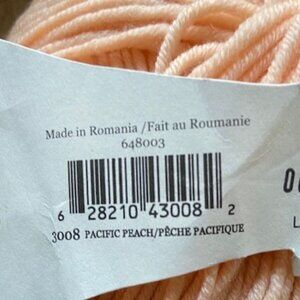 Made in Romania /Fait au Roumanie
648003
6 28210 43008 2
3008 PACIFIC PEACH/PÊCHE PACIFIQUE